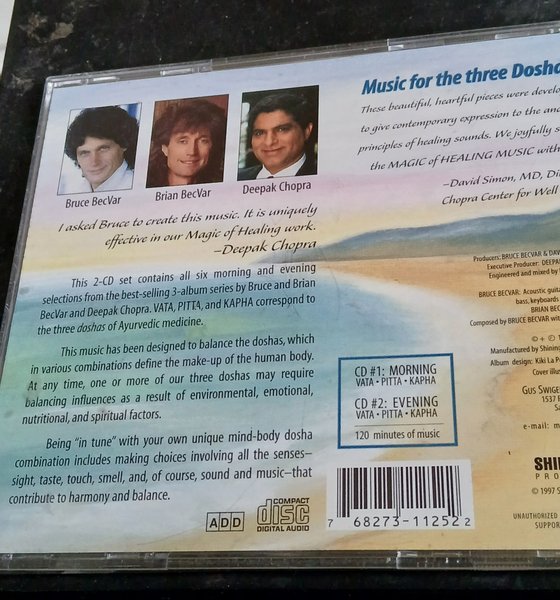 Bruce BecVar
Brian BecVar
Deepak Chopra
I asked Bruce to create this music. It is uniquely
effective in our Magic of Healing work.
–Deepak Chopra
This 2-CD set contains all six morning and evening
selections from the best-selling 3-album series by Bruce and Brian
BecVar and Deepak Chopra. VATA, PITTA, and KAPHA correspond to
the three doshas of Ayurvedic medicine.
This music has been designed to balance the doshas, which
in various combinations define the make-up of the human body.
At any time, one or more of our three doshas may require
balancing influences as a result of environmental, emotional,
nutritional, and spiritual factors.
Being “in tune” with your own unique mind-body dosha
combination includes making choices involving all the senses–
sight, taste, touch, smell, and, of course, sound and music–that
contribute to harmony and balance.
ADD
COMPACT
disc
DIGITAL AUDIO
Music for the three Dosha
These beautiful, heartful pieces were develo
to give contemporary expression to the an
principles of healing sounds. We joyfully s
the MAGIC of HEALING MUSIC with
–David Simon, MD, Di
Chopra Center for Well
Producers: BRUCE BECVAR & DAV
Executive Producer: DEEPA
Engineered and mixed by
BRUCE BECVAR: Acoustic guita
bass, keyboards
BRIAN BEC
Composed by BRUCE BECVAR wit
© + ℗ 1
Manufactured by Shining
Album design: Kiki La Po
Cover illus
GUS SWIGE
1537 F
Sa
e-mail: m
CD #1: MORNING
VATA • PITTA • KAPHA
CD #2: EVENING
VATA • PITTA • KAPHA
120 minutes of music
7 68273-11252 2
SHIN
PRO
© 1997 S
UNAUTHORIZED
SUPPOR